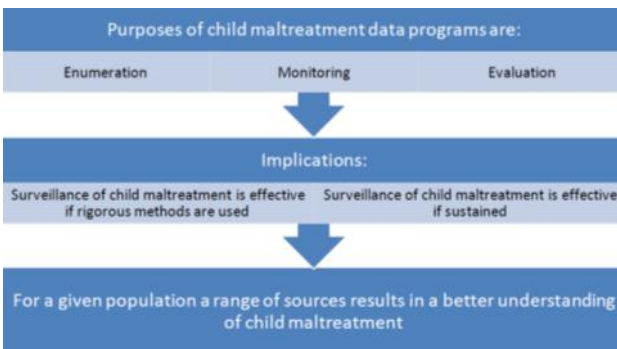 Purposes of child maltreatment data programs are:
Enumeration Monitoring Evaluation
Implications:
Surveillance of child maltreatment is effective
if rigorous methods are used
Surveillance of child maltreatment is effective
if sustained
For a given population a range of sources results in a better understanding
of child maltreatment